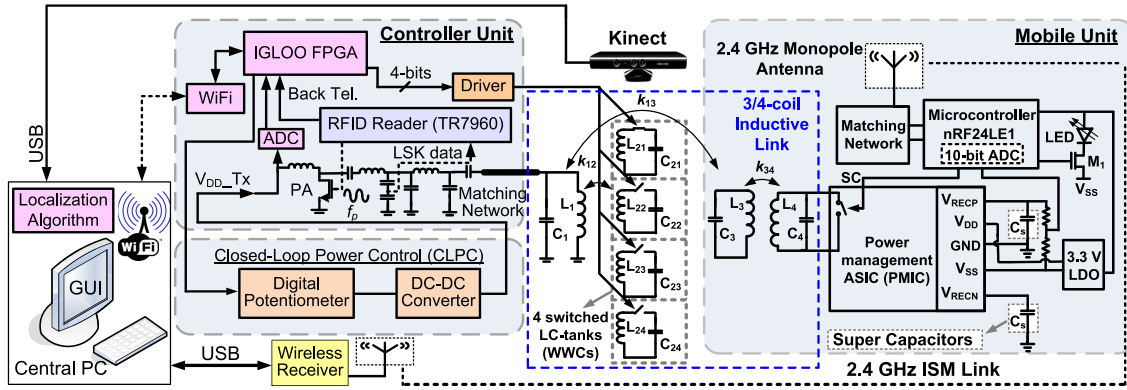 USB
Localization
Algorithm
WiFi
GUI
Central PC
USB
Wireless
Receiver
Controller Unit
IGLOO FPGA
WiFi
4-bits
Driver
Back Tel.
RFID Reader (TR7960)
ADC
LSK data
V_DD_Tx
PA
f_p
Matching
Network
Closed-Loop Power Control (CLPC)
Digital
Potentiometer
DC-DC
Converter
Kinect
k13
3/4-coil
Inductive
Link
k12
L1
C1
L21
C21
L22
C22
L23
C23
L24
C24
4 switched
LC-tanks
(WWCs)
k34
L3
C3
L4
C4
Mobile Unit
2.4 GHz Monopole
Antenna
Matching
Network
Microcontroller
nRF24LE1
10-bit ADC
LED
M1
VSS
SC
Power
management
ASIC (PMIC)
VRECP
VDD
GND
VSS
VRECN
Cs
3.3 V
LDO
Cs
Super Capacitors
2.4 GHz ISM Link